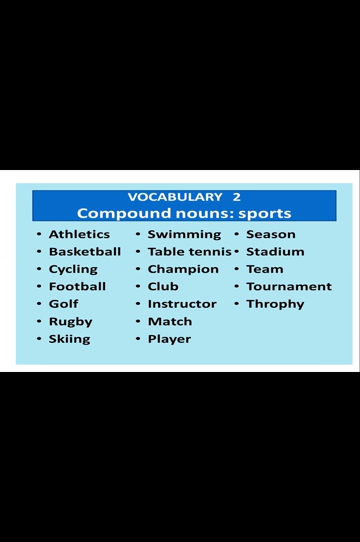 VOCABULARY 2
Compound nouns: sports
• Athletics
• Basketball
• Cycling
• Football
• Golf
• Rugby
• Skiing
• Swimming
• Table tennis
• Champion
• Club
• Instructor
• Match
• Player
• Season
• Stadium
• Team
• Tournament
• Throphy